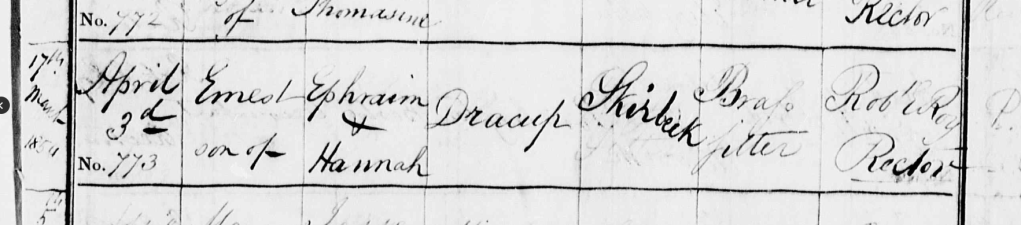 No. 772 of Thomasine Rector
17th March 1854
April 3d
Ernest Ephraim & Hannah Dracup Skirbeck Brass fitter Robt Roy Rector
son of
No. 773